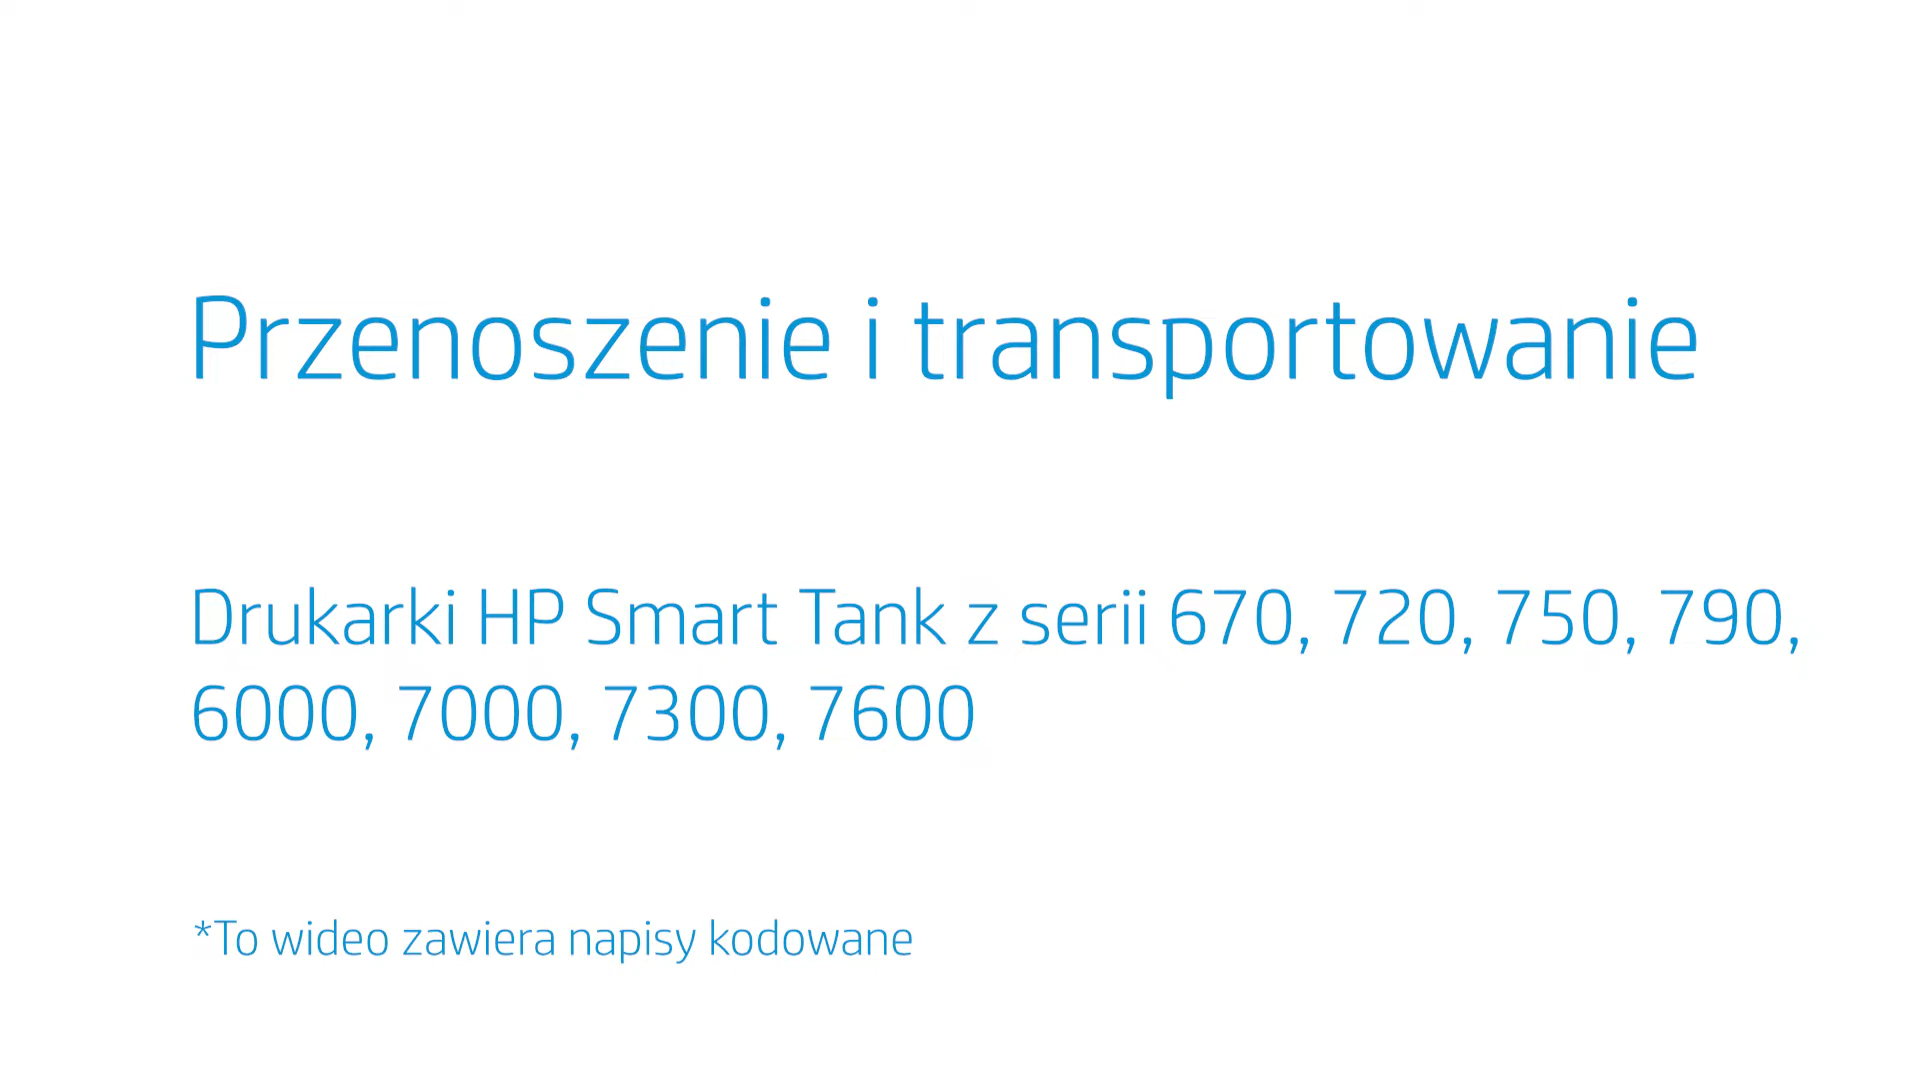 Przenoszenie i transportowanie
Drukarki HP Smart Tank z serii 670, 720, 750, 790,
6000, 7000, 7300, 7600
*To wideo zawiera napisy kodowane